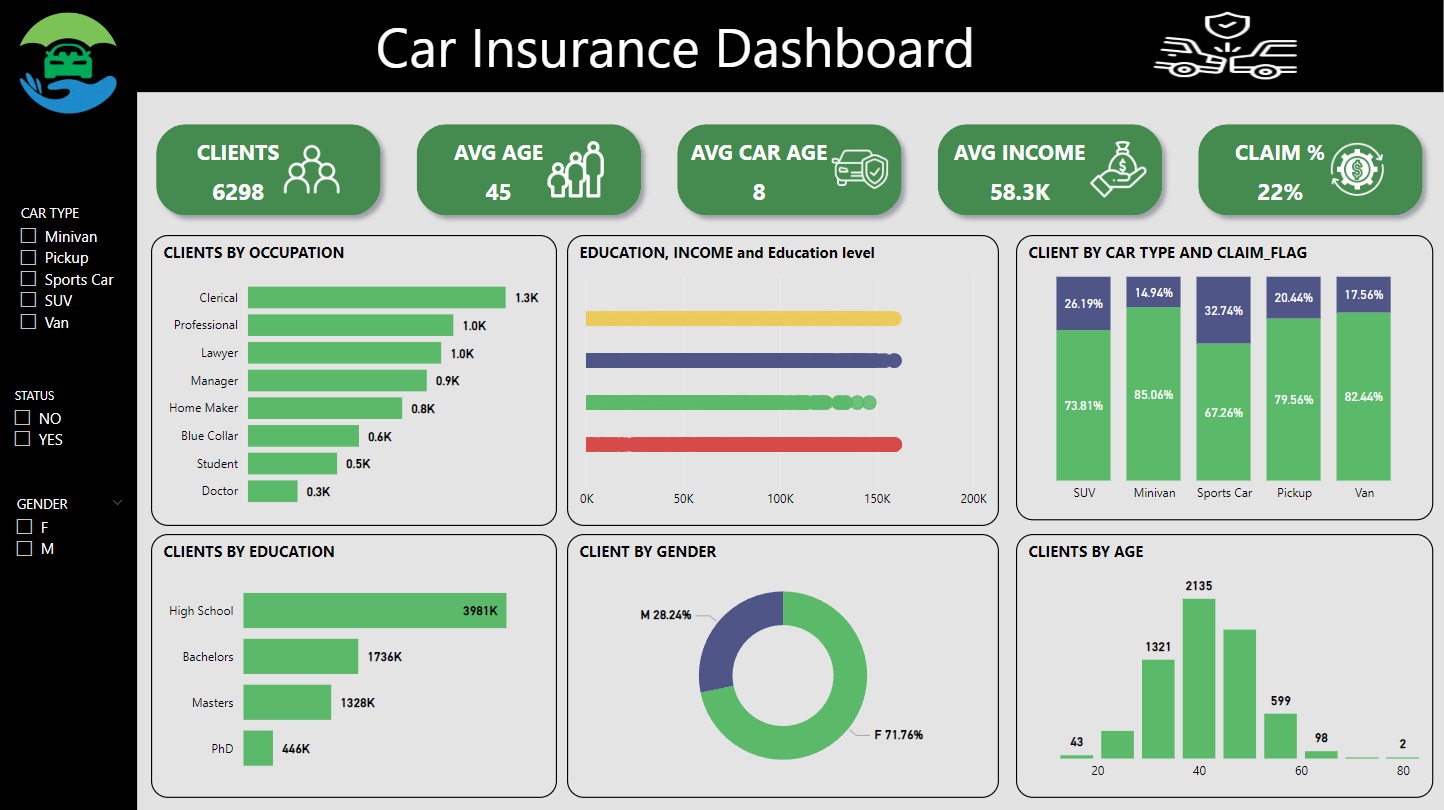 Car Insurance Dashboard
CLIENTS
6298
AVG AGE
45
AVG CAR AGE
8
AVG INCOME
58.3K
CLAIM %
22%
CAR TYPE
Minivan
Pickup
Sports Car
SUV
Van
STATUS
NO
YES
GENDER
F
M
CLIENTS BY OCCUPATION
Clerical 1.3K
Professional 1.0K
Lawyer 1.0K
Manager 0.9K
Home Maker 0.8K
Blue Collar 0.6K
Student 0.5K
Doctor 0.3K
EDUCATION, INCOME and Education level
0K 50K 100K 150K 200K
CLIENT BY CAR TYPE AND CLAIM_FLAG
26.19% 14.94% 32.74% 20.44% 17.56%
73.81% 85.06% 67.26% 79.56% 82.44%
SUV Minivan Sports Car Pickup Van
CLIENTS BY EDUCATION
High School 3981K
Bachelors 1736K
Masters 1328K
PhD 446K
CLIENT BY GENDER
M 28.24%
F 71.76%
CLIENTS BY AGE
43 1321 2135 599 98 2
20 40 60 80